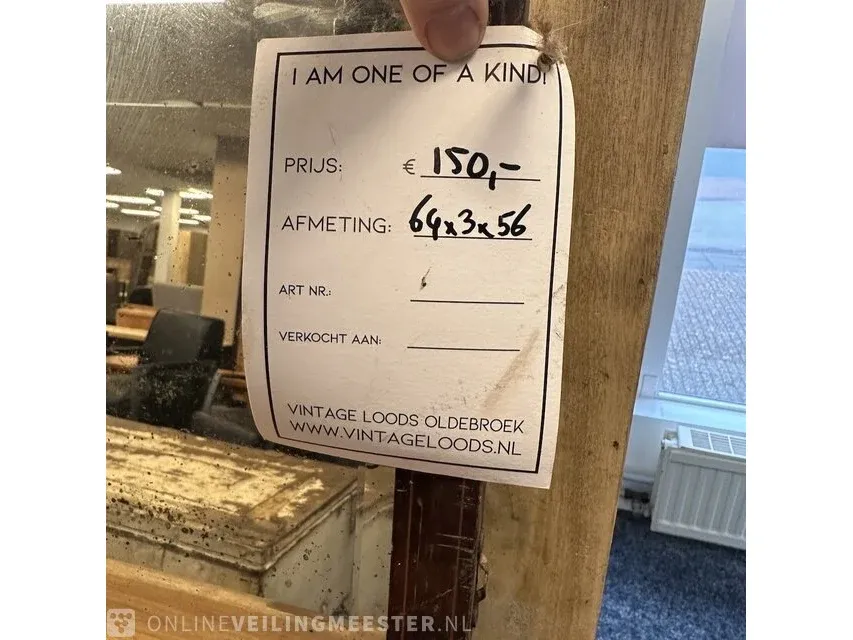 I AM ONE OF A KIND!
PRIJS: € 150,-
AFMETING: 64x3x56
ART NR.:
VERKOCHT AAN:
VINTAGE LOODS OLDEBROEK
WWW.VINTAGELOODS.NL
ONLINEVEILINGMEESTER.NL